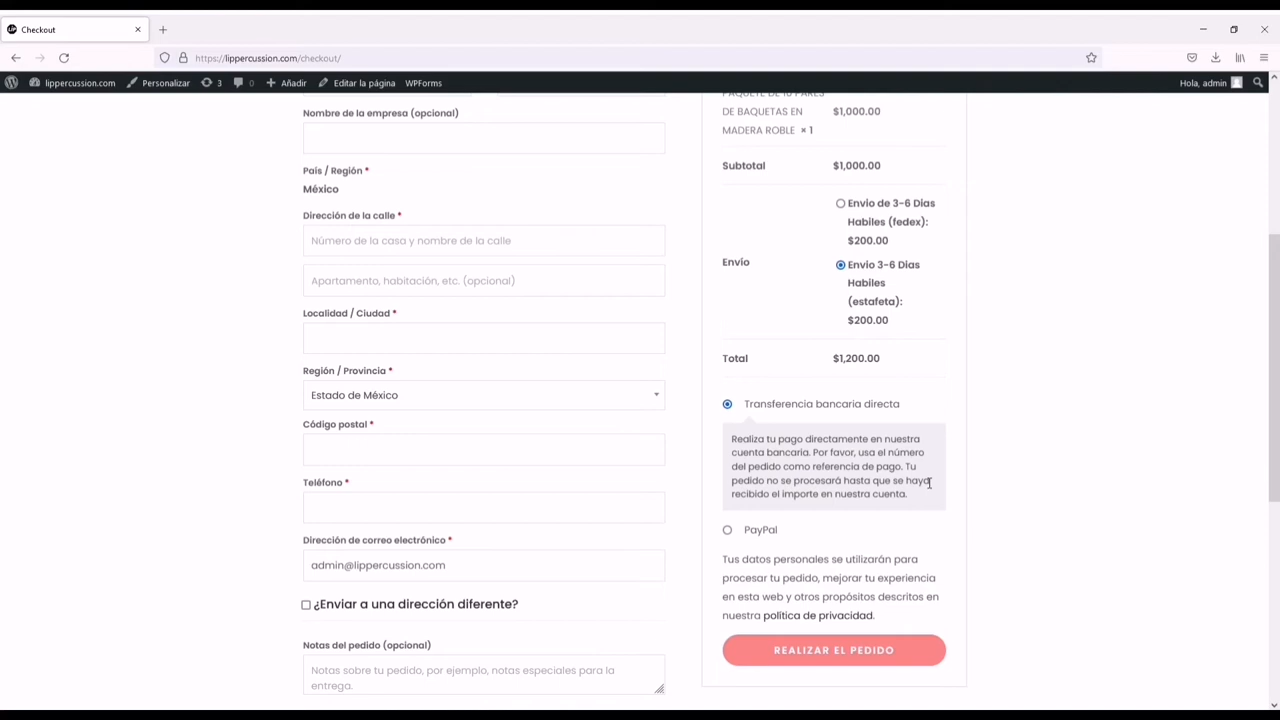 Checkout
https://lippercussion.com/checkout/
lippercussion.com Personalizar 3 0 Añadir Editar la página WPForms Hola, admin
Nombre de la empresa (opcional)
País / Región *
México
Dirección de la calle *
Número de la casa y nombre de la calle
Apartamento, habitación, etc. (opcional)
Localidad / Ciudad *
Región / Provincia *
Estado de México
Código postal *
Teléfono *
Dirección de correo electrónico *
admin@lippercussion.com
¿Enviar a una dirección diferente?
Notas del pedido (opcional)
Notas sobre tu pedido, por ejemplo, notas especiales para la
entrega.
PAQUETE DE 10 PARES
DE BAQUETAS EN $1,000.00
MADERA ROBLE × 1
Subtotal $1,000.00
Envio de 3-6 Dias
Habiles (fedex):
$200.00
Envío
Envio 3-6 Dias
Habiles
(estafeta):
$200.00
Total $1,200.00
Transferencia bancaria directa
Realiza tu pago directamente en nuestra
cuenta bancaria. Por favor, usa el número
del pedido como referencia de pago. Tu
pedido no se procesará hasta que se haya
recibido el importe en nuestra cuenta.
PayPal
Tus datos personales se utilizarán para
procesar tu pedido, mejorar tu experiencia
en esta web y otros propósitos descritos en
nuestra política de privacidad.
REALIZAR EL PEDIDO